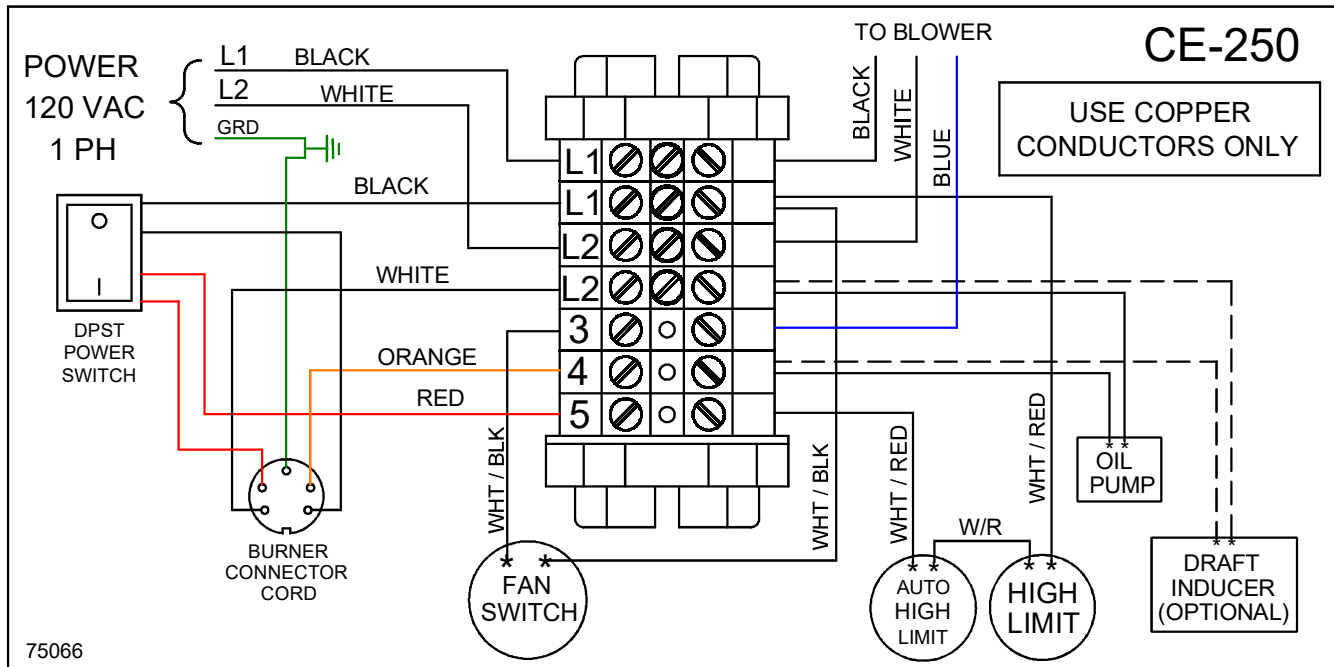 CE-250
USE COPPER
CONDUCTORS ONLY
POWER
120 VAC
1 PH
L1
BLACK
L2
WHITE
GRD
TO BLOWER
BLACK
WHITE
BLUE
BLACK
WHITE
ORANGE
RED
DPST
POWER
SWITCH
O
I
L1
L1
L2
L2
3
4
5
WHT / BLK
WHT / BLK
WHT / RED
WHT / RED
W/R
BURNER
CONNECTOR
CORD
* *
FAN
SWITCH
* *
AUTO
HIGH
LIMIT
* *
HIGH
LIMIT
* *
OIL
PUMP
* *
DRAFT
INDUCER
(OPTIONAL)
75066